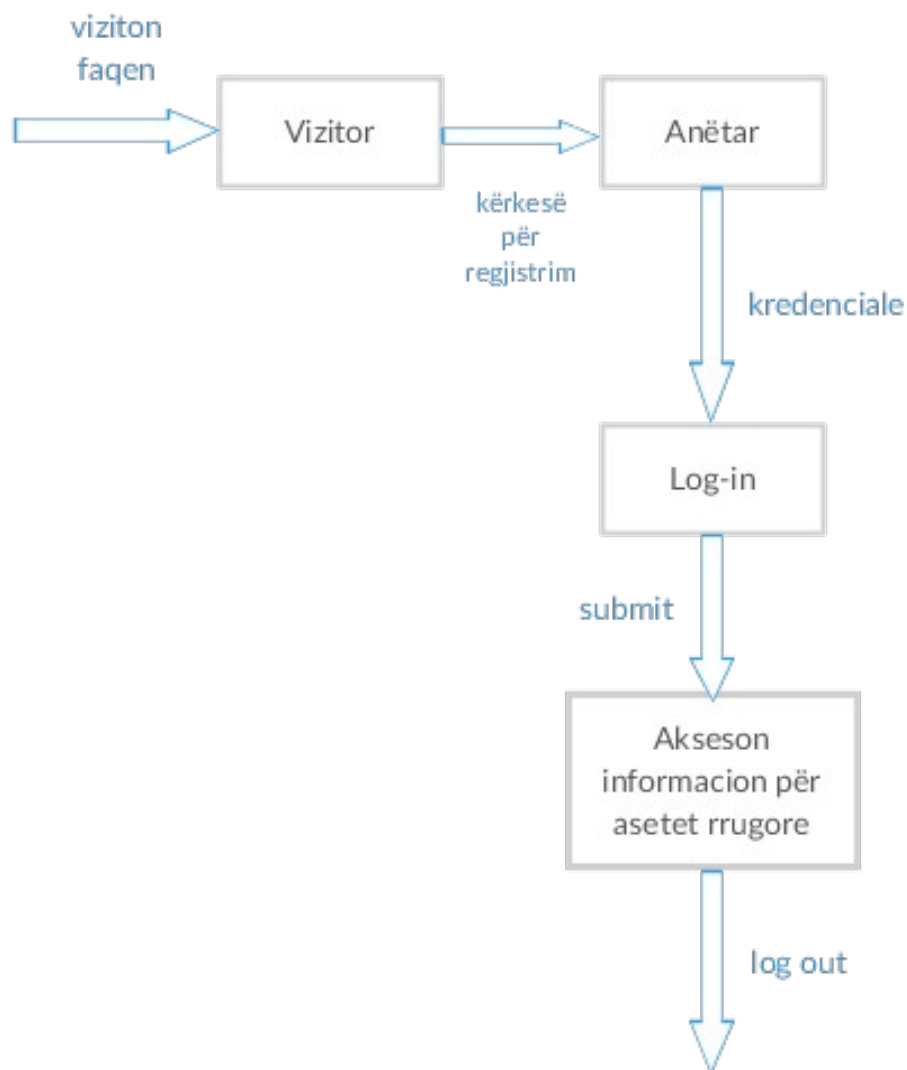 viziton
faqen
Vizitor
Anëtar
kërkesë
për
regjistrim
kredenciale
Log-in
submit
Akseson
informacion për
asetet rrugore
log out